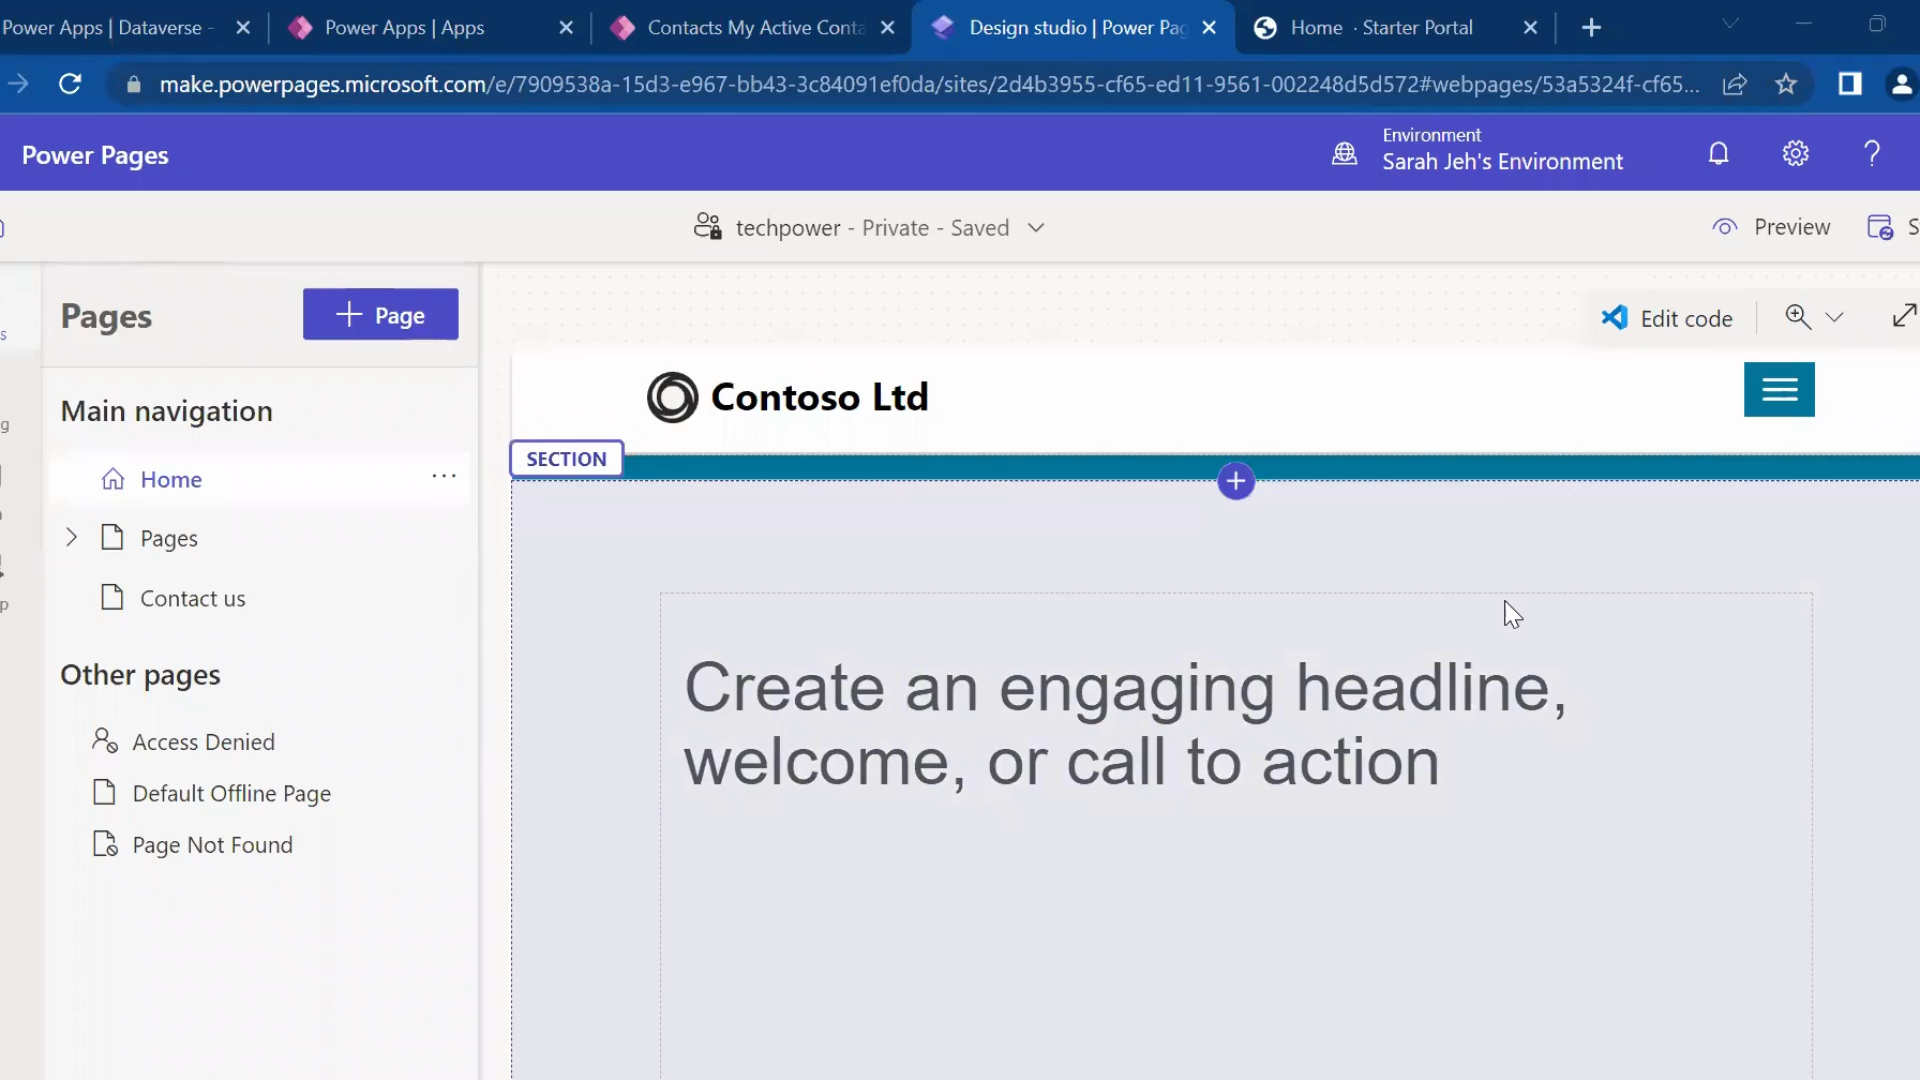 Power Apps | Dataverse -
Power Apps | Apps
Contacts My Active Conta
Design studio | Power Pag
Home · Starter Portal
make.powerpages.microsoft.com/e/7909538a-15d3-e967-bb43-3c84091ef0da/sites/2d4b3955-cf65-ed11-9561-002248d5d572#webpages/53a5324f-cf65...
Power Pages
Environment
Sarah Jeh's Environment
techpower - Private - Saved
Preview
Pages
+ Page
Edit code
Contoso Ltd
Main navigation
SECTION
Home
Pages
Contact us
Create an engaging headline,
welcome, or call to action
Other pages
Access Denied
Default Offline Page
Page Not Found